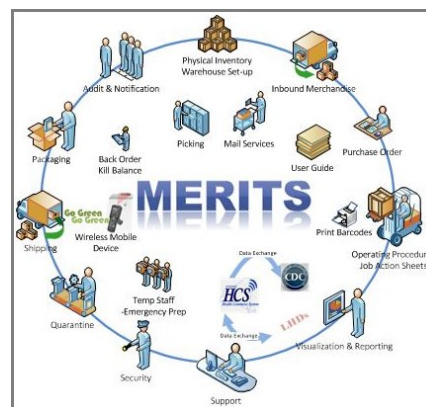 Physical Inventory
Warehouse Set-up
Audit & Notification
Inbound Merchandise
Picking
Mail Services
Packaging
Back Order
Kill Balance
User Guide
Purchase Order
MERITS
Go Green
Go Green
Shipping
Wireless Mobile
Device
Print Barcodes
Operating Procedur
Job Action Sheets
Data Exchange
CDC
HCS
Temp Staff
-Emergency Prep
Data Exchange
LHDs
Quarantine
Visualization & Reporting
Security
Support